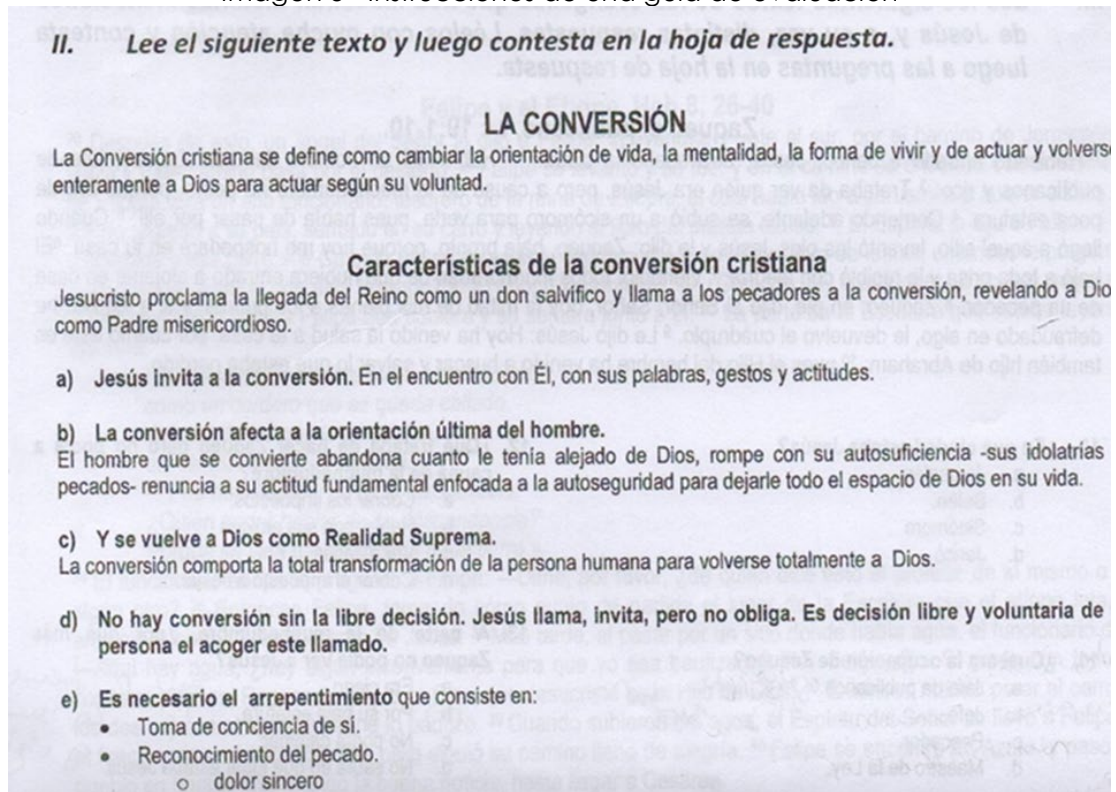 II. Lee el siguiente texto y luego contesta en la hoja de respuesta.
LA CONVERSIÓN
La Conversión cristiana se define como cambiar la orientación de vida, la mentalidad, la forma de vivir y de actuar y volverse
enteramente a Dios para actuar según su voluntad.
Características de la conversión cristiana
Jesucristo proclama la llegada del Reino como un don salvífico y llama a los pecadores a la conversión, revelando a Dio
como Padre misericordioso.
a) Jesús invita a la conversión. En el encuentro con Él, con sus palabras, gestos y actitudes.
b) La conversión afecta a la orientación última del hombre.
El hombre que se convierte abandona cuanto le tenía alejado de Dios, rompe con su autosuficiencia -sus idolatrías
pecados- renuncia a su actitud fundamental enfocada a la autoseguridad para dejarle todo el espacio de Dios en su vida.
c) Y se vuelve a Dios como Realidad Suprema.
La conversión comporta la total transformación de la persona humana para volverse totalmente a Dios.
d) No hay conversión sin la libre decisión. Jesús llama, invita, pero no obliga. Es decisión libre y voluntaria de
persona el acoger este llamado.
e) Es necesario el arrepentimiento que consiste en:
• Toma de conciencia de sí.
• Reconocimiento del pecado.
o dolor sincero